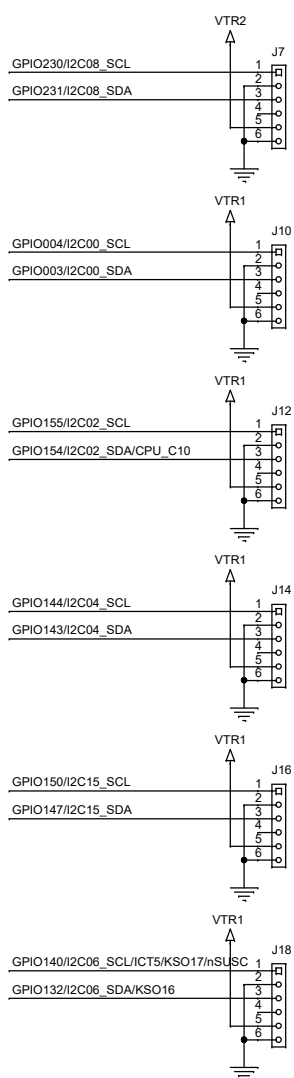 VTR2
J7
GPIO230/I2C08_SCL
1
2
GPIO231/I2C08_SDA
3
4
5
6
VTR1
J10
GPIO004/I2C00_SCL
1
2
GPIO003/I2C00_SDA
3
4
5
6
VTR1
J12
GPIO155/I2C02_SCL
1
2
GPIO154/I2C02_SDA/CPU_C10
3
4
5
6
VTR1
J14
GPIO144/I2C04_SCL
1
2
GPIO143/I2C04_SDA
3
4
5
6
VTR1
J16
GPIO150/I2C15_SCL
1
2
GPIO147/I2C15_SDA
3
4
5
6
VTR1
J18
GPIO140/I2C06_SCL/ICT5/KSO17/nSUSC
1
2
GPIO132/I2C06_SDA/KSO16
3
4
5
6